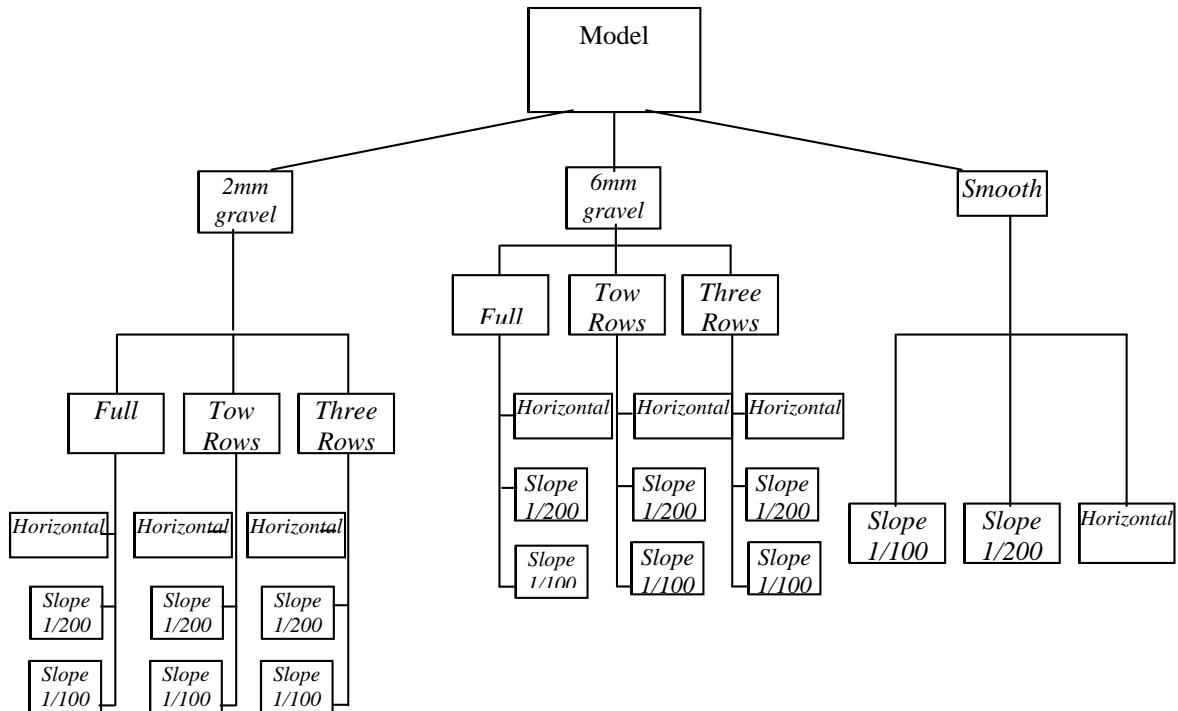 Model
2mm
gravel
6mm
gravel
Smooth
Full
Tow
Rows
Three
Rows
Full
Tow
Rows
Three
Rows
Horizontal
Horizontal
Horizontal
Slope
1/200
Slope
1/200
Slope
1/200
Slope
1/100
Slope
1/100
Slope
1/100
Horizontal
Horizontal
Horizontal
Slope
1/200
Slope
1/200
Slope
1/200
Slope
1/100
Slope
1/100
Slope
1/100
Slope
1/100
Slope
1/200
Horizontal